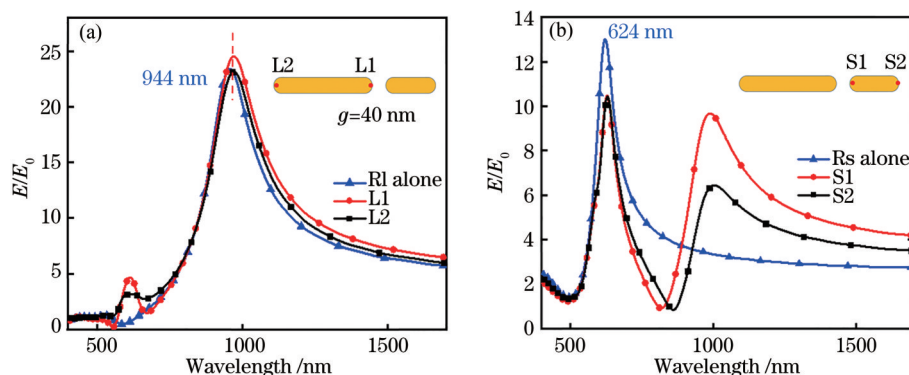 (a)
944 nm
L2 L1
g=40 nm
Rl alone
L1
L2
E/E0
25
20
15
10
5
0
500 1000 1500
Wavelength /nm
(b)
624 nm
S1 S2
Rs alone
S1
S2
E/E0
14
12
10
8
6
4
2
0
500 1000 1500
Wavelength /nm